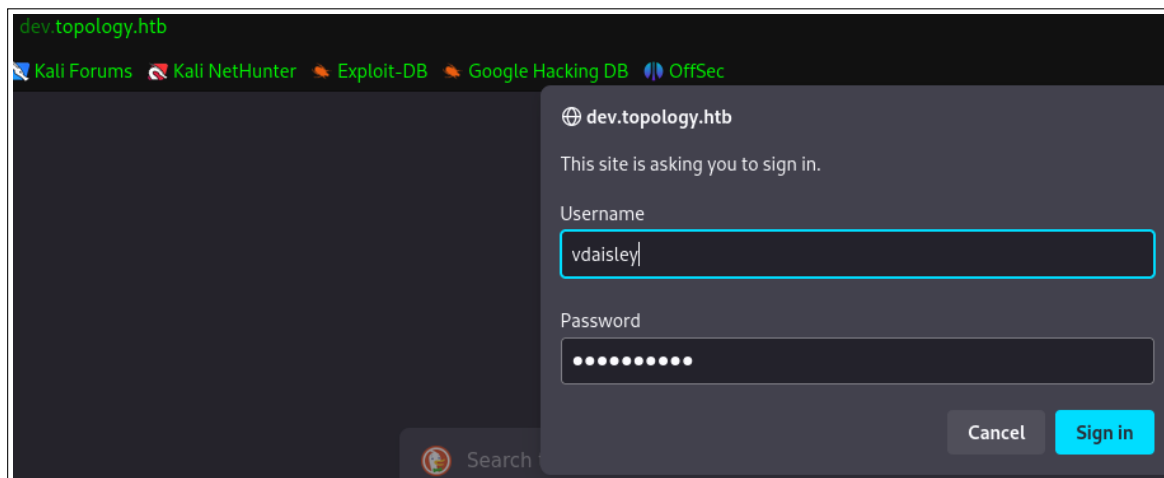 dev.topology.htb
Kali Forums Kali NetHunter Exploit-DB Google Hacking DB OffSec
dev.topology.htb
This site is asking you to sign in.
Username
vdaisley
Password
••••••••••
Cancel Sign in
Search